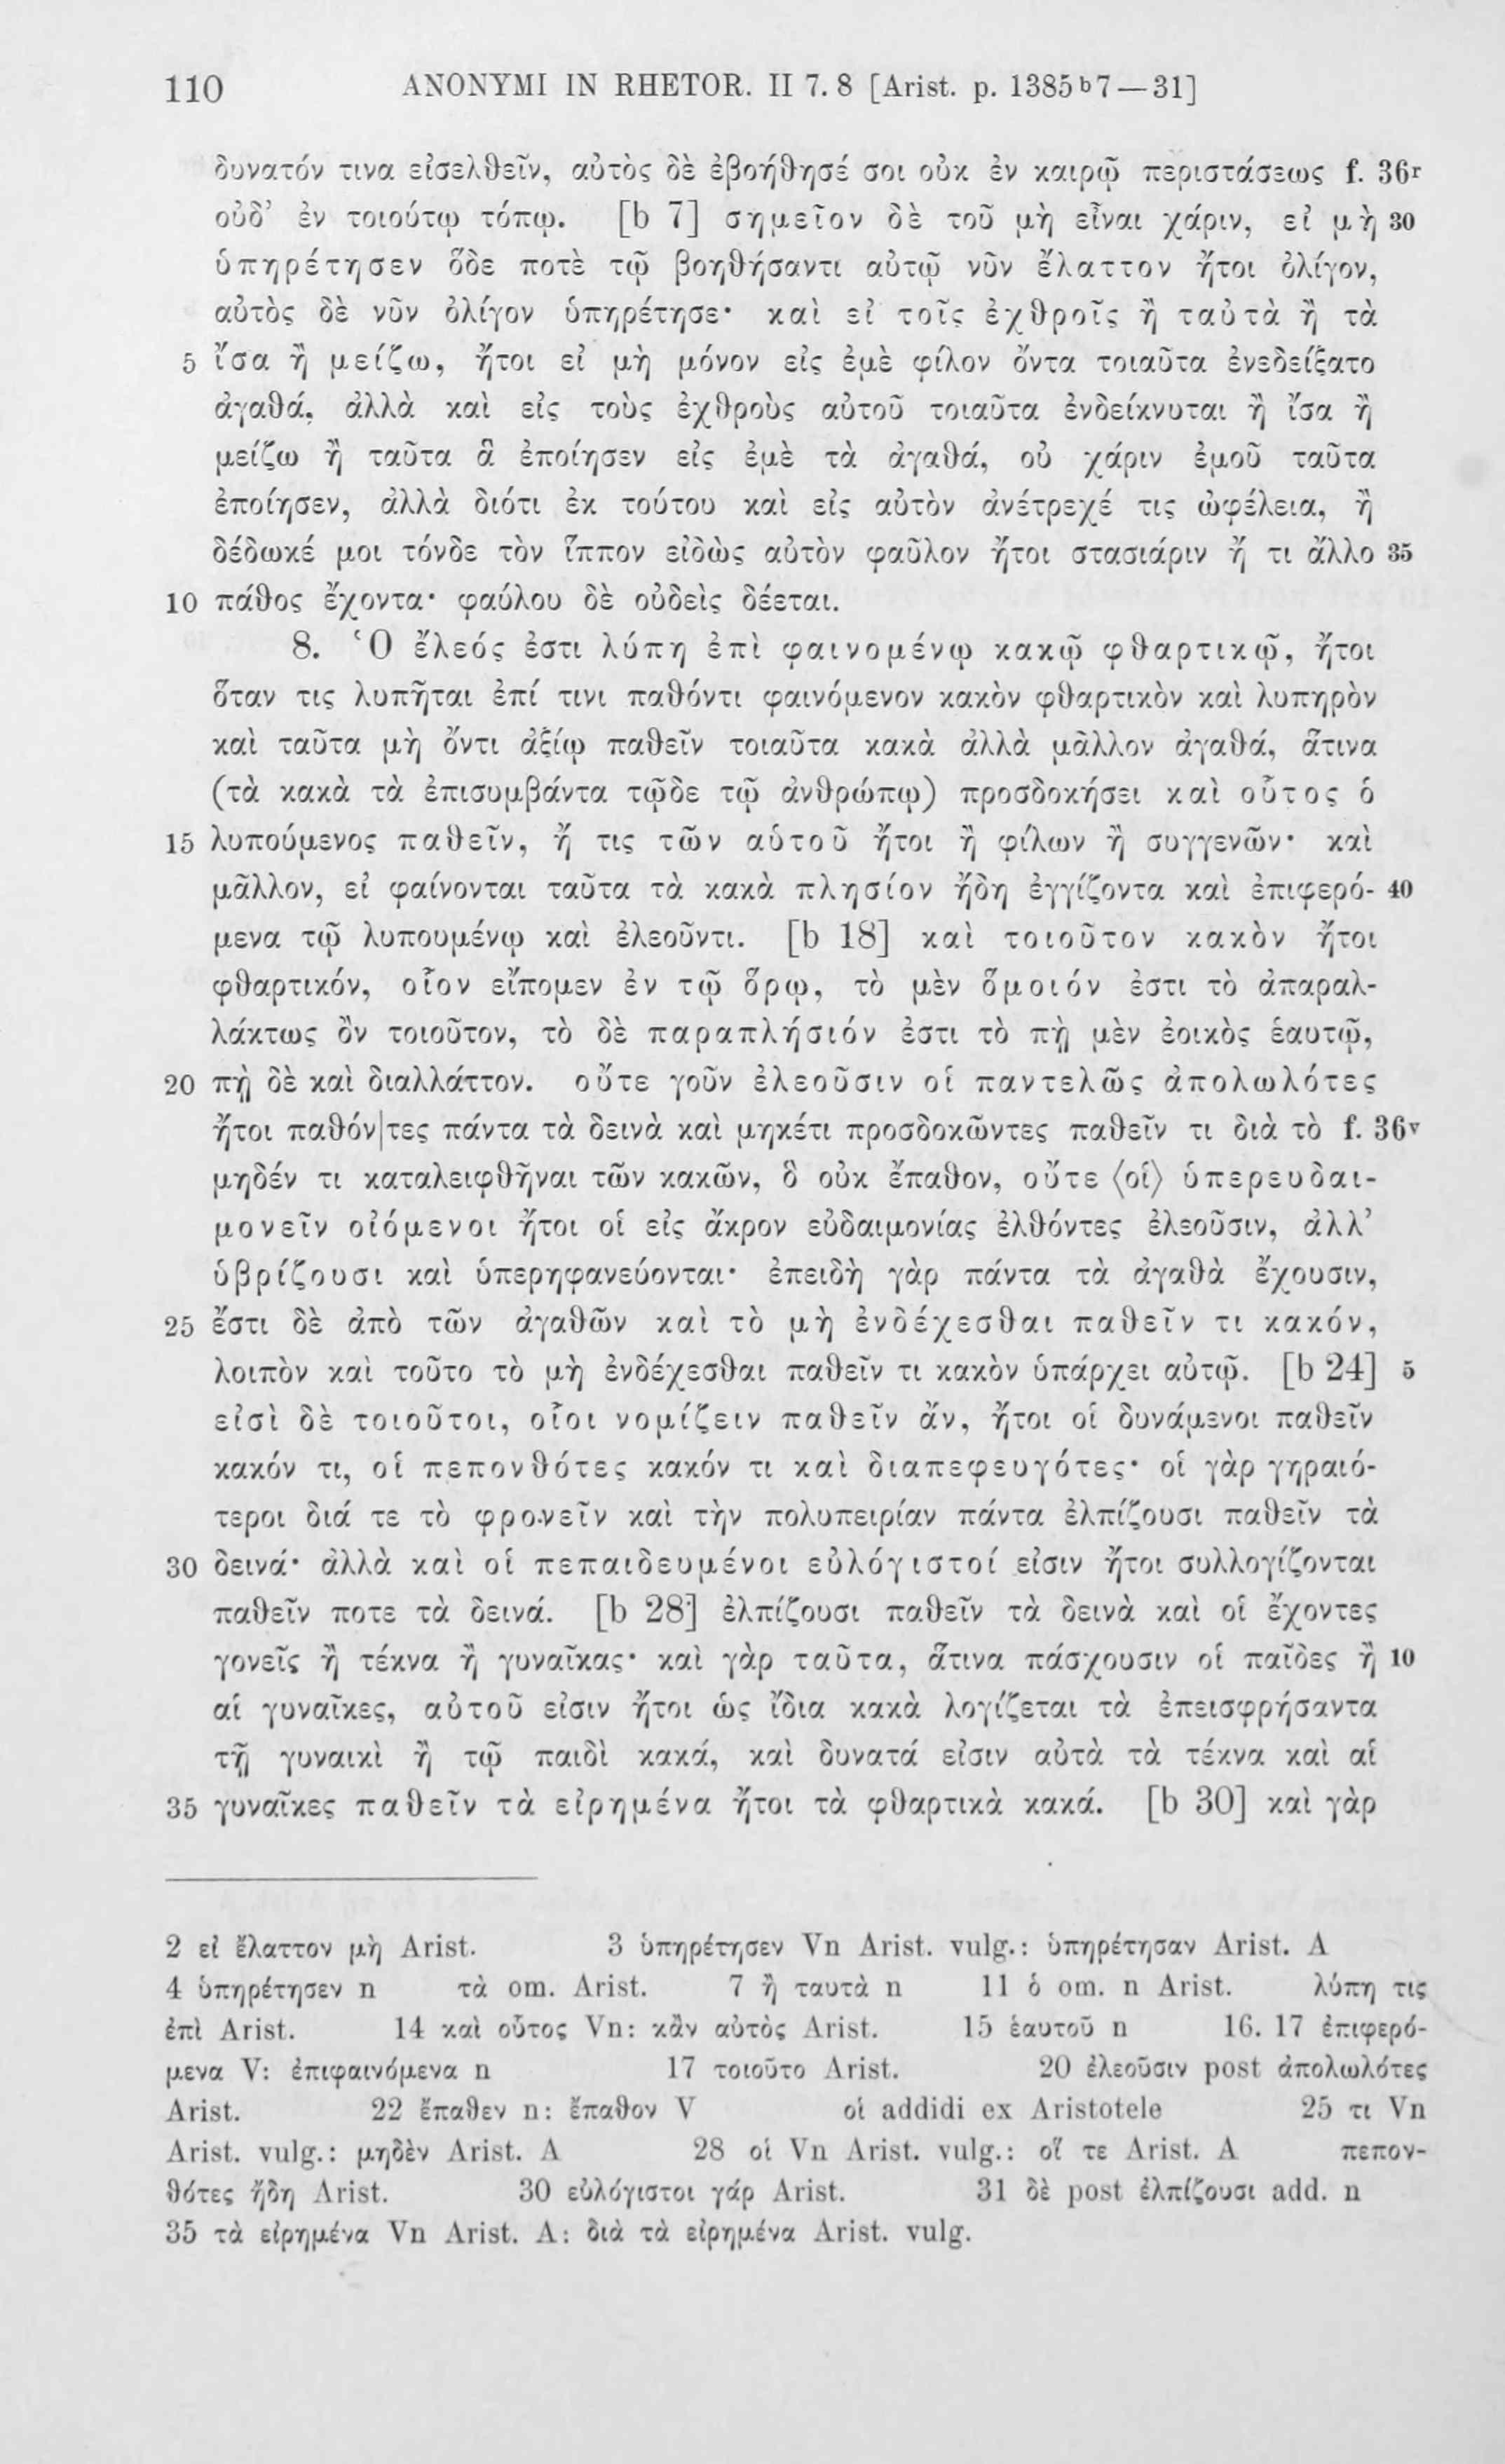 110 ANONYMI IN RHETOR. II 7. 8 [Arist. p. 1385 b 7—31]
δυνατόν τινα εἰσελθεῖν, αὐτὸς δὲ ἐβοήθησέ σοι οὐκ ἐν καιρῷ περιστάσεως f. 36r
οὐδ’ ἐν τοιούτῳ τόπῳ. [b 7] σημεῖον δὲ τοῦ μὴ εἶναι χάριν, εἰ μὴ 30
ὑπηρέτησεν ὅδε ποτὲ τῷ βοηθήσαντι αὐτῷ νῦν ἔλαττον ἤτοι ὀλίγον,
αὐτὸς δὲ νῦν ὀλίγον ὑπηρέτησε· καὶ εἰ τοῖς ἐχθροῖς ἢ ταὐτὰ ἢ τὰ
5 ἴσα ἢ μείζω, ἤτοι εἰ μὴ μόνον εἰς ἐμὲ φίλον ὄντα τοιαῦτα ἐνεδείξατο
ἀγαθά, ἀλλὰ καὶ εἰς τοὺς ἐχθροὺς αὐτοῦ τοιαῦτα ἐνδείκνυται ἢ ἴσα ἢ
μείζω ἢ ταῦτα ἃ ἐποίησεν εἰς ἐμὲ τὰ ἀγαθά, οὐ χάριν ἐμοῦ ταῦτα
ἐποίησεν, ἀλλὰ διότι ἐκ τούτου καὶ εἰς αὐτὸν ἀνέτρεχέ τις ὠφέλεια, ἢ
δέδωκέ μοι τόνδε τὸν ἵππον εἰδὼς αὐτὸν φαῦλον ἤτοι στασιάριν ἤ τι ἄλλο 35
10 πάθος ἔχοντα· φαύλου δὲ οὐδεὶς δέεται.
8. Ὁ ἔλεός ἐστι λύπη ἐπὶ φαινομένῳ κακῷ φθαρτικῷ, ἤτοι
ὅταν τις λυπῆται ἐπί τινι παθόντι φαινόμενον κακὸν φθαρτικὸν καὶ λυπηρὸν
καὶ ταῦτα μὴ ὄντι ἀξίῳ παθεῖν τοιαῦτα κακὰ ἀλλὰ μᾶλλον ἀγαθά, ἅτινα
(τὰ κακὰ τὰ ἐπισυμβάντα τῷδε τῷ ἀνθρώπῳ) προσδοκήσει καὶ οὗτος ὁ
15 λυπούμενος παθεῖν, ἤ τις τῶν αὑτοῦ ἤτοι ἢ φίλων ἢ συγγενῶν· καὶ
μᾶλλον, εἰ φαίνονται ταῦτα τὰ κακὰ πλησίον ἤδη ἐγγίζοντα καὶ ἐπιφερό- 40
μενα τῷ λυπουμένῳ καὶ ἐλεοῦντι. [b 18] καὶ τοιοῦτον κακὸν ἤτοι
φθαρτικόν, οἷον εἴπομεν ἐν τῷ ὅρῳ, τὸ μὲν ὅμοιόν ἐστι τὸ ἀπαραλ-
λάκτως ὂν τοιοῦτον, τὸ δὲ παραπλήσιόν ἐστι τὸ πῂ μὲν ἐοικὸς ἑαυτῷ,
20 πῂ δὲ καὶ διαλλάττον. οὔτε γοῦν ἐλεοῦσιν οἱ παντελῶς ἀπολωλότες
ἤτοι παθόν|τες πάντα τὰ δεινὰ καὶ μηκέτι προσδοκῶντες παθεῖν τι διὰ τὸ f. 36v
μηδέν τι καταλειφθῆναι τῶν κακῶν, ὃ οὐκ ἔπαθον, οὔτε ⟨οἱ⟩ ὑπερευδαι-
μονεῖν οἰόμενοι ἤτοι οἱ εἰς ἄκρον εὐδαιμονίας ἐλθόντες ἐλεοῦσιν, ἀλλ’
ὑβρίζουσι καὶ ὑπερηφανεύονται· ἐπειδὴ γὰρ πάντα τὰ ἀγαθὰ ἔχουσιν,
25 ἔστι δὲ ἀπὸ τῶν ἀγαθῶν καὶ τὸ μὴ ἐνδέχεσθαι παθεῖν τι κακόν,
λοιπὸν καὶ τοῦτο τὸ μὴ ἐνδέχεσθαι παθεῖν τι κακὸν ὑπάρχει αὐτῷ. [b 24] 5
εἰσὶ δὲ τοιοῦτοι, οἷοι νομίζειν παθεῖν ἄν, ἤτοι οἱ δυνάμενοι παθεῖν
κακόν τι, οἱ πεπονθότες κακόν τι καὶ διαπεφευγότες· οἱ γὰρ γηραιό-
τεροι διά τε τὸ φρονεῖν καὶ τὴν πολυπειρίαν πάντα ἐλπίζουσι παθεῖν τὰ
30 δεινά· ἀλλὰ καὶ οἱ πεπαιδευμένοι εὐλόγιστοί εἰσιν ἤτοι συλλογίζονται
παθεῖν ποτε τὰ δεινά. [b 28] ἐλπίζουσι παθεῖν τὰ δεινὰ καὶ οἱ ἔχοντες
γονεῖς ἢ τέκνα ἢ γυναῖκας· καὶ γὰρ ταῦτα, ἅτινα πάσχουσιν οἱ παῖδες ἢ 10
αἱ γυναῖκες, αὐτοῦ εἰσιν ἤτοι ὡς ἴδια κακὰ λογίζεται τὰ ἐπεισφρήσαντα
τῇ γυναικὶ ἢ τῷ παιδὶ κακά, καὶ δυνατά εἰσιν αὐτὰ τὰ τέκνα καὶ αἱ
35 γυναῖκες παθεῖν τὰ εἰρημένα ἤτοι τὰ φθαρτικὰ κακά. [b 30] καὶ γὰρ
2 εἰ ἔλαττον μὴ Arist. 3 ὑπηρέτησεν Vn Arist. vulg.: ὑπηρέτησαν Arist. A
4 ὑπηρέτησεν n τὰ om. Arist. 7 ἢ ταυτὰ n 11 ὁ om. n Arist. λύπη τις
ἐπὶ Arist. 14 καὶ οὗτος Vn: κἂν αὐτὸς Arist. 15 ἑαυτοῦ n 16. 17 ἐπιφερό-
μενα V: ἐπιφαινόμενα n 17 τοιοῦτο Arist. 20 ἐλεοῦσιν post ἀπολωλότες
Arist. 22 ἔπαθεν n: ἔπαθον V οἱ addidi ex Aristotele 25 τι Vn
Arist. vulg.: μηδὲν Arist. A 28 οἱ Vn Arist. vulg.: οἵ τε Arist. A πεπον-
θότες ἤδη Arist. 30 εὐλόγιστοι γάρ Arist. 31 δὲ post ἐλπίζουσι add. n
35 τὰ εἰρημένα Vn Arist. A: διὰ τὰ εἰρημένα Arist. vulg.